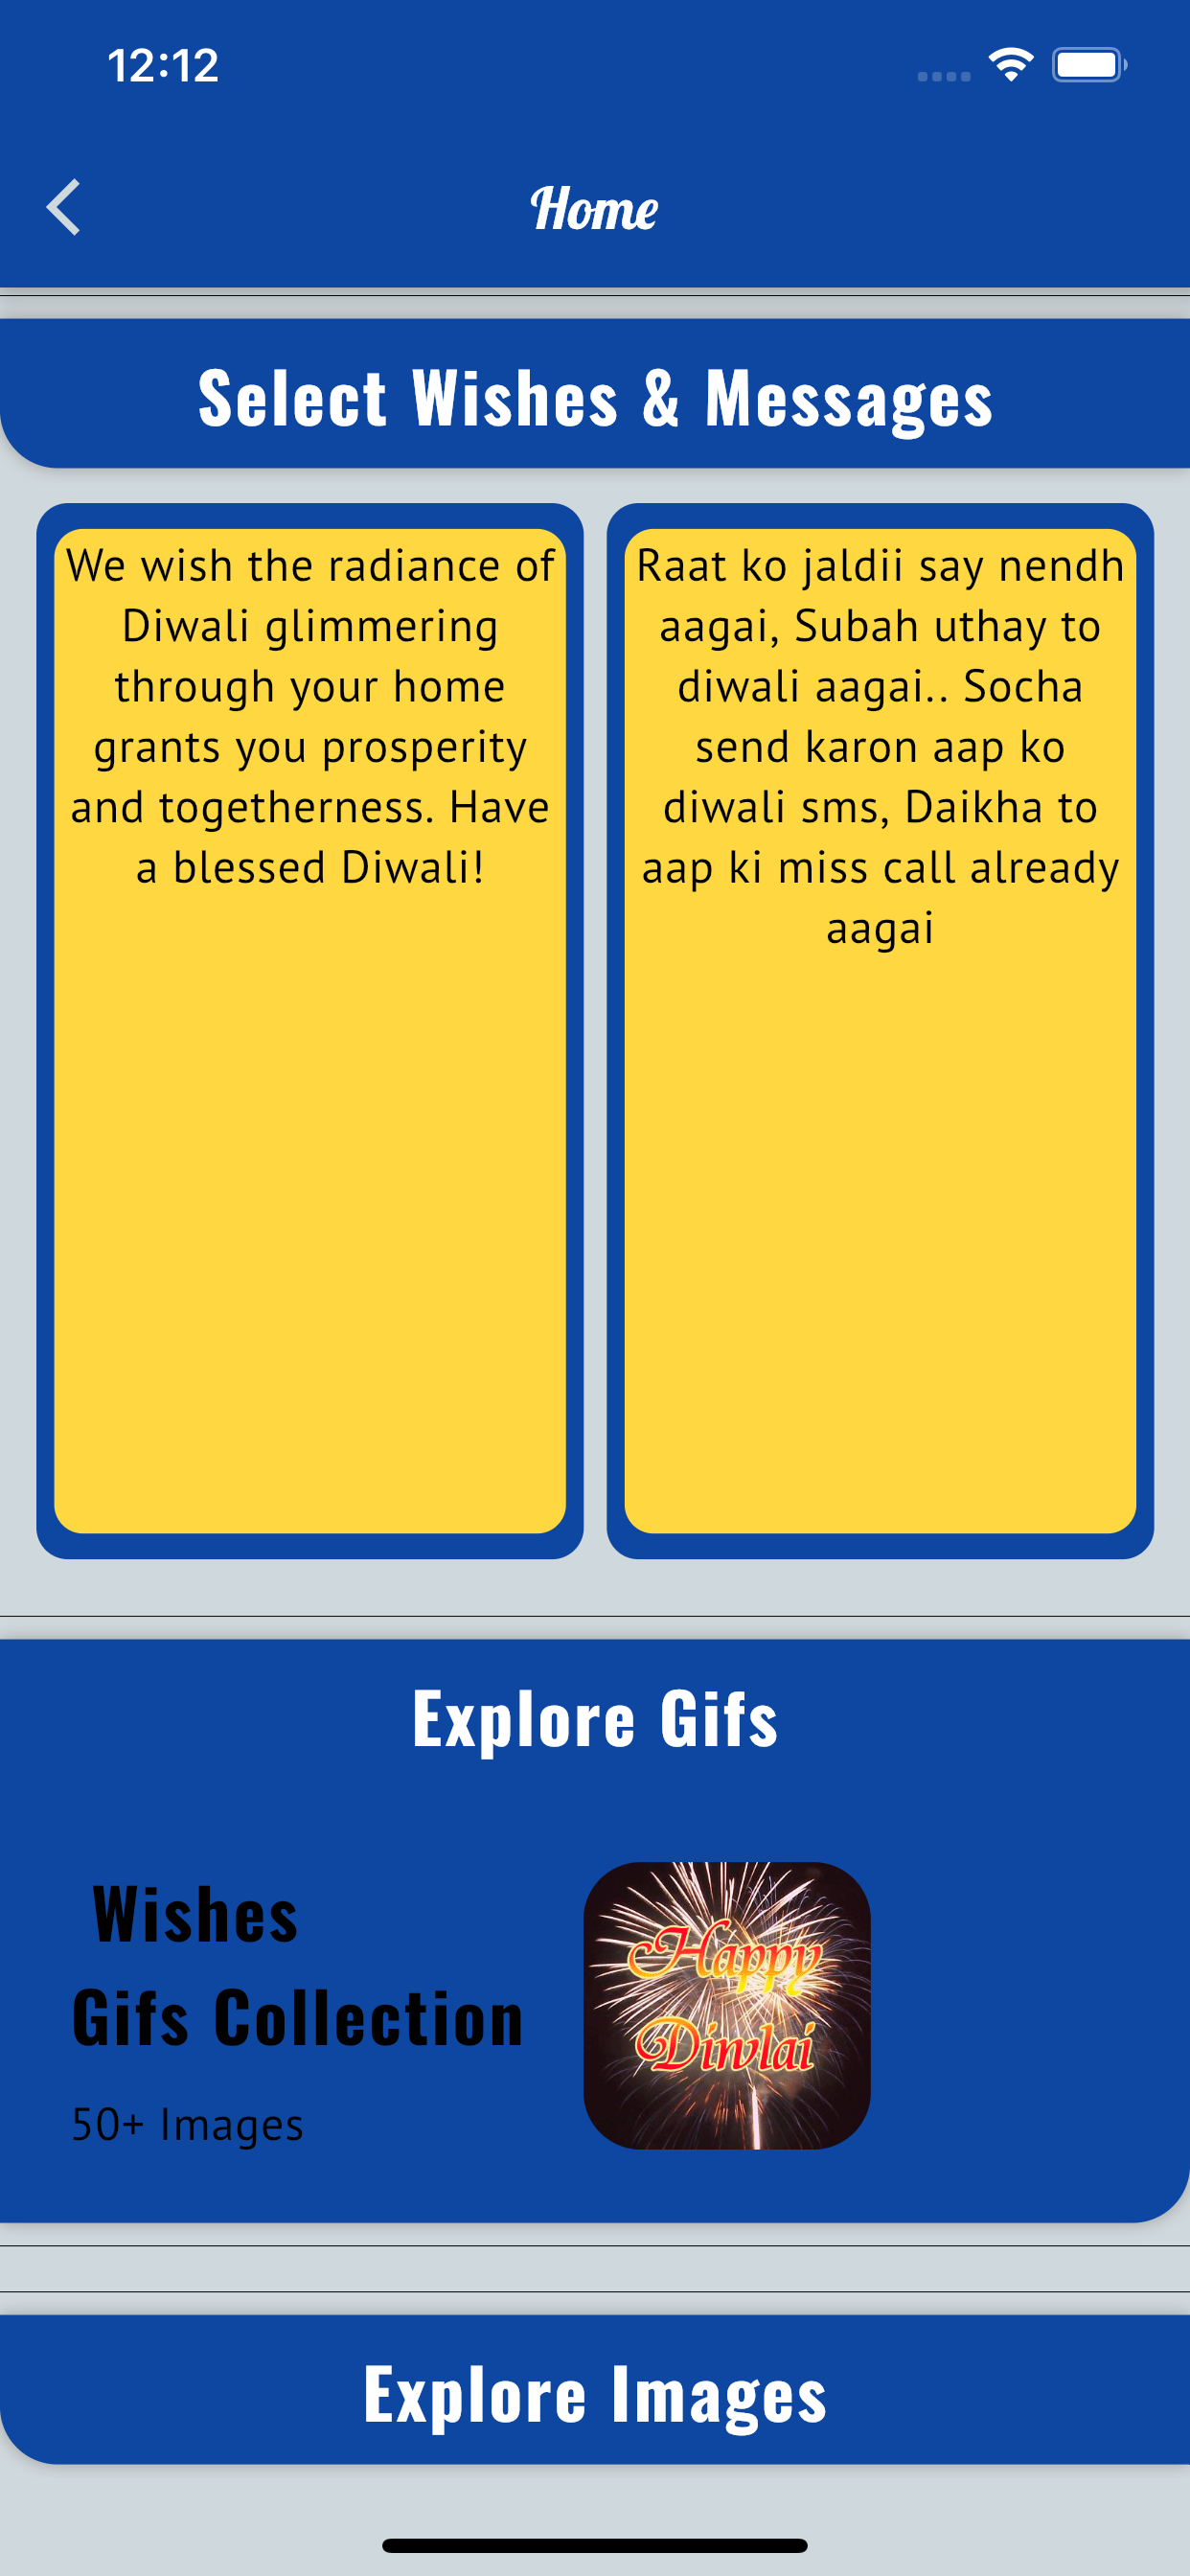 12:12
Home
Select Wishes & Messages
We wish the radiance of
Diwali glimmering
through your home
grants you prosperity
and togetherness. Have
a blessed Diwali!
Raat ko jaldii say nendh
aagai, Subah uthay to
diwali aagai.. Socha
send karon aap ko
diwali sms, Daikha to
aap ki miss call already
aagai
Explore Gifs
Wishes
Gifs Collection
50+ Images
Happy
Diwlai
Explore Images